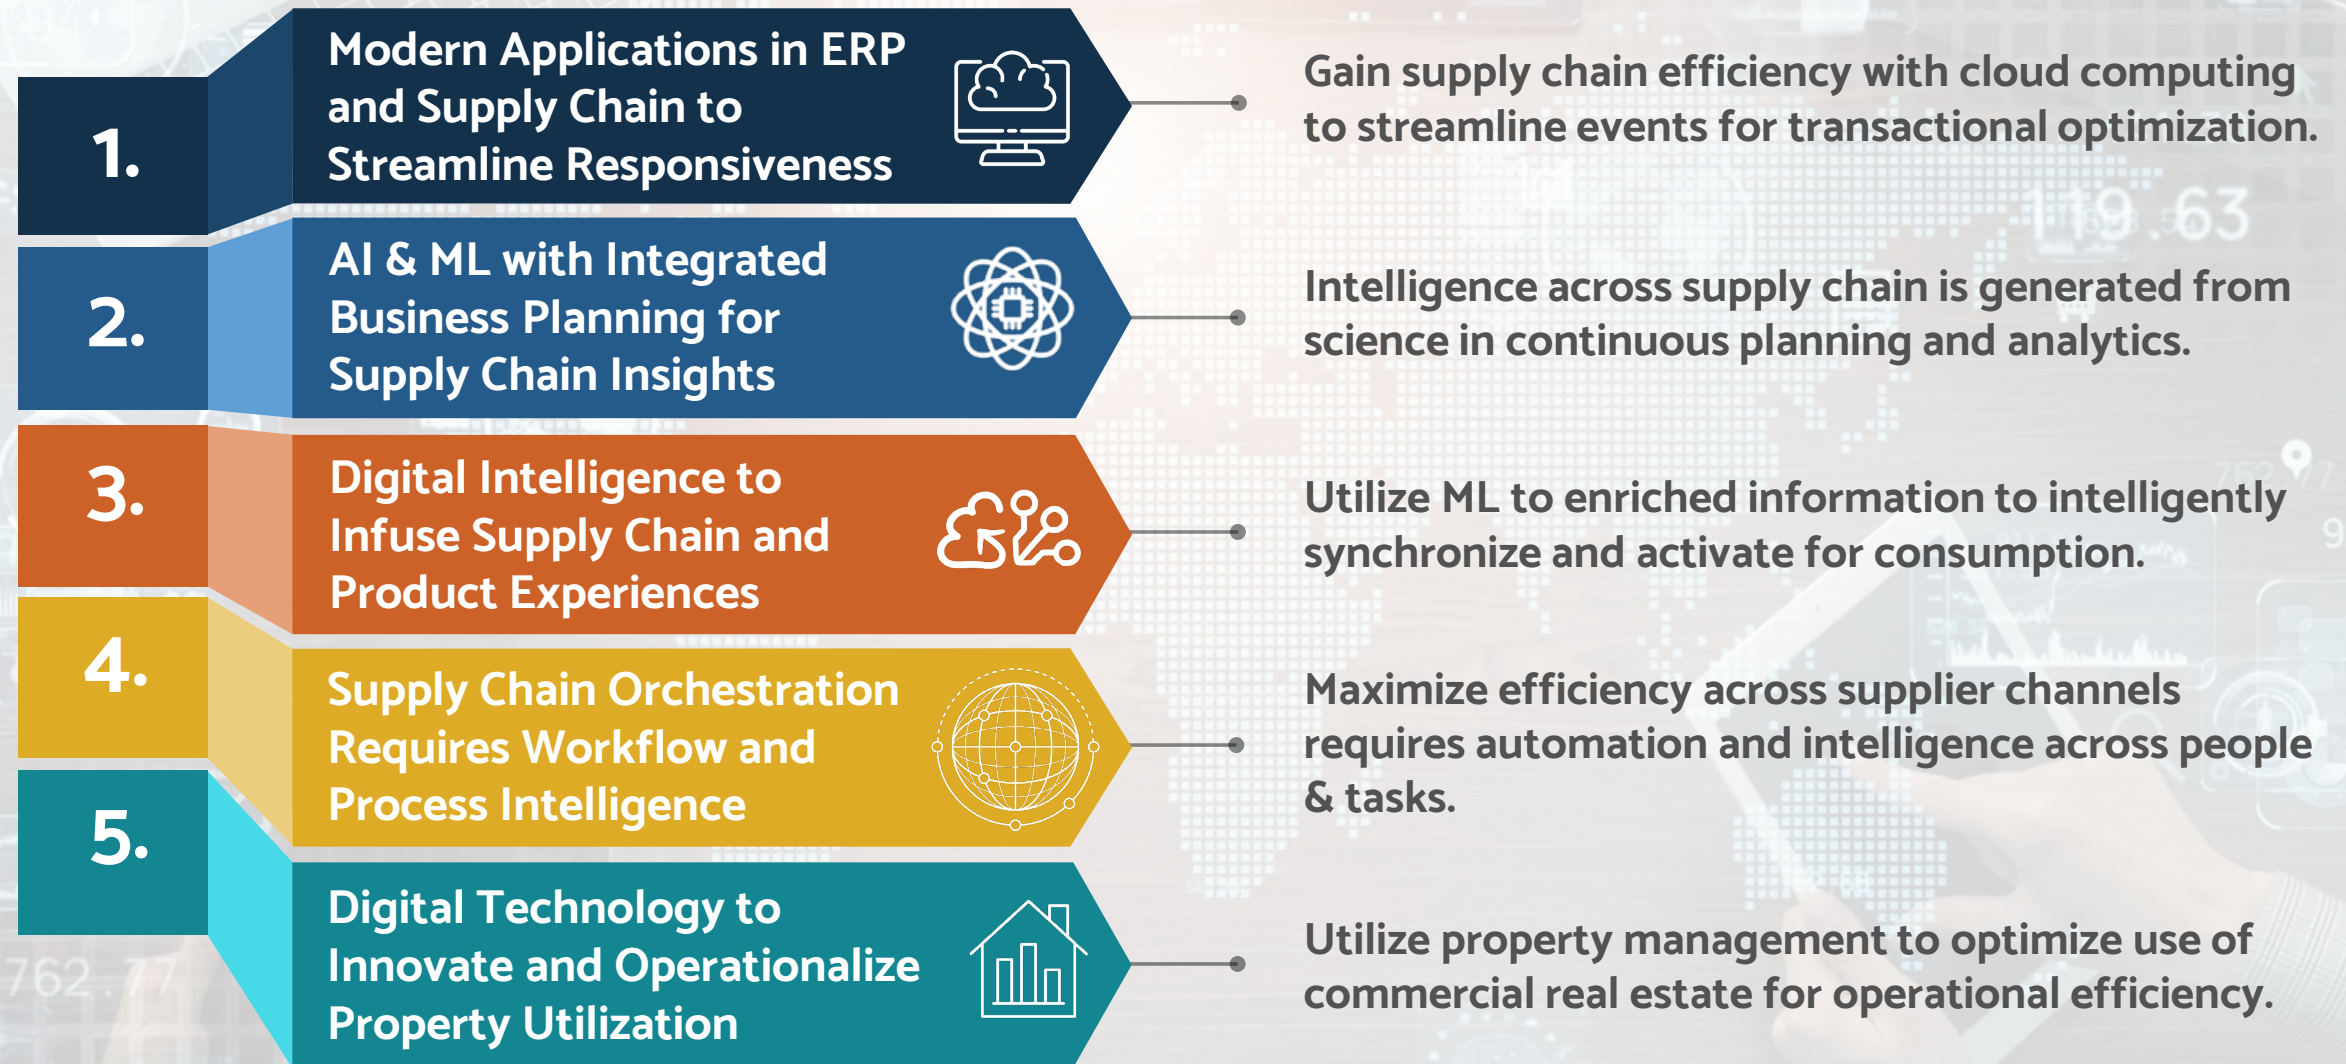 1.
Modern Applications in ERP
and Supply Chain to
Streamline Responsiveness
Gain supply chain efficiency with cloud computing
to streamline events for transactional optimization.
2.
AI & ML with Integrated
Business Planning for
Supply Chain Insights
Intelligence across supply chain is generated from
science in continuous planning and analytics.
3.
Digital Intelligence to
Infuse Supply Chain and
Product Experiences
Utilize ML to enriched information to intelligently
synchronize and activate for consumption.
4.
Supply Chain Orchestration
Requires Workflow and
Process Intelligence
Maximize efficiency across supplier channels
requires automation and intelligence across people
& tasks.
5.
Digital Technology to
Innovate and Operationalize
Property Utilization
Utilize property management to optimize use of
commercial real estate for operational efficiency.
119.63
762.77